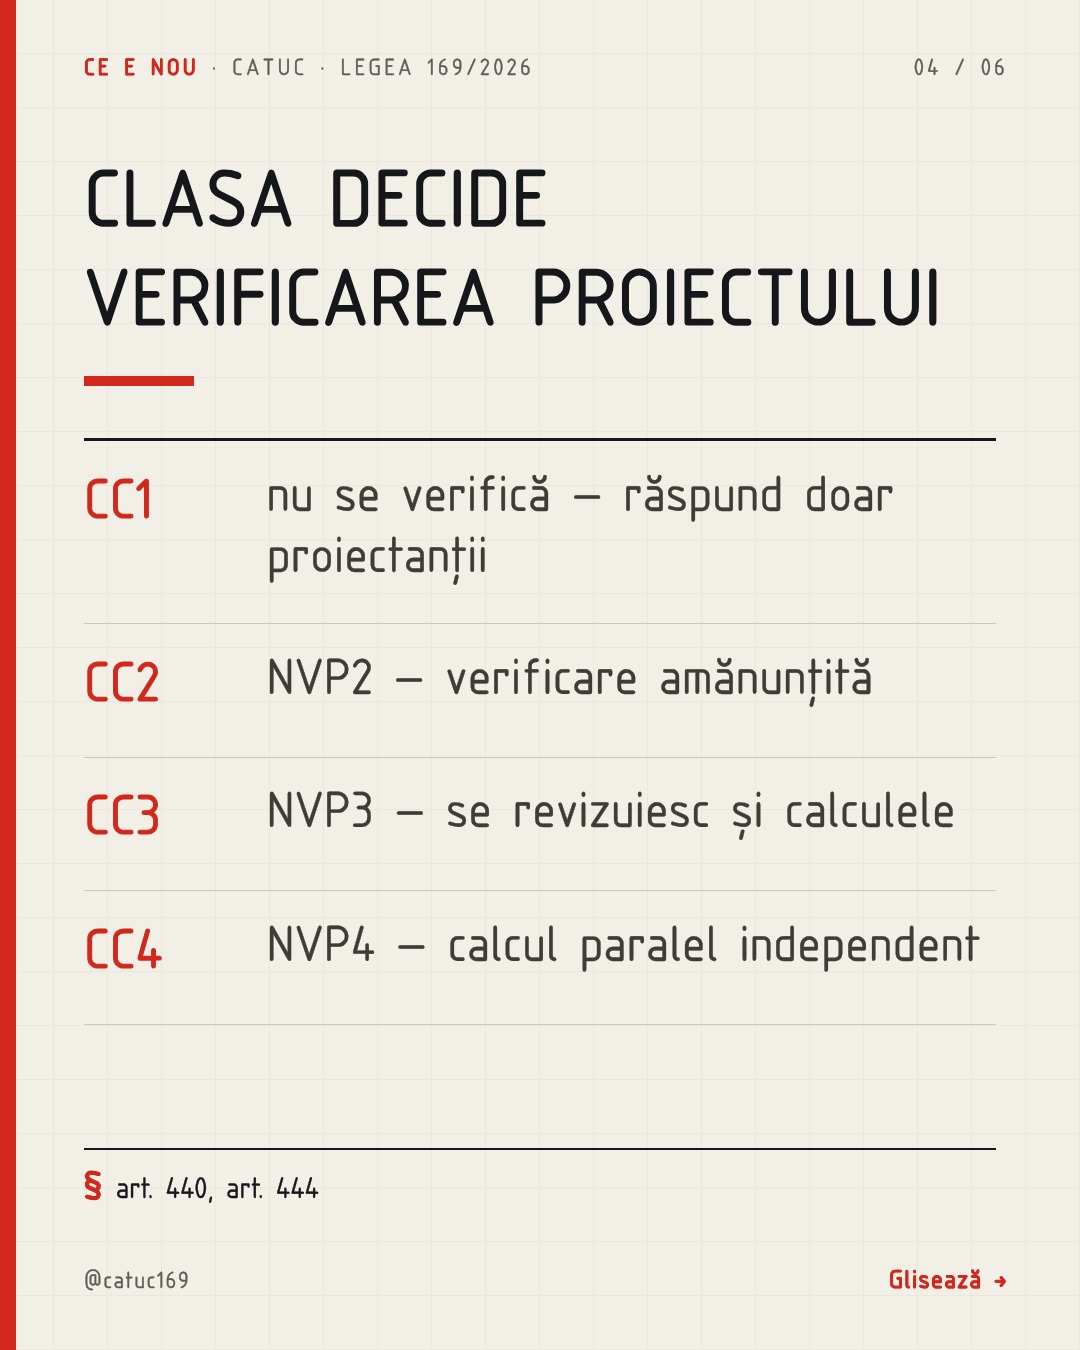 CE E NOU · CATUC · LEGEA 169/2026
04 / 06
CLASA DECIDE
VERIFICAREA PROIECTULUI
CC1
nu se verifică – răspund doar
proiectanții
CC2
NVP2 – verificare amănunțită
CC3
NVP3 – se revizuiesc și calculele
CC4
NVP4 – calcul paralel independent
§ art. 440, art. 444
@catuc169
Glisează →